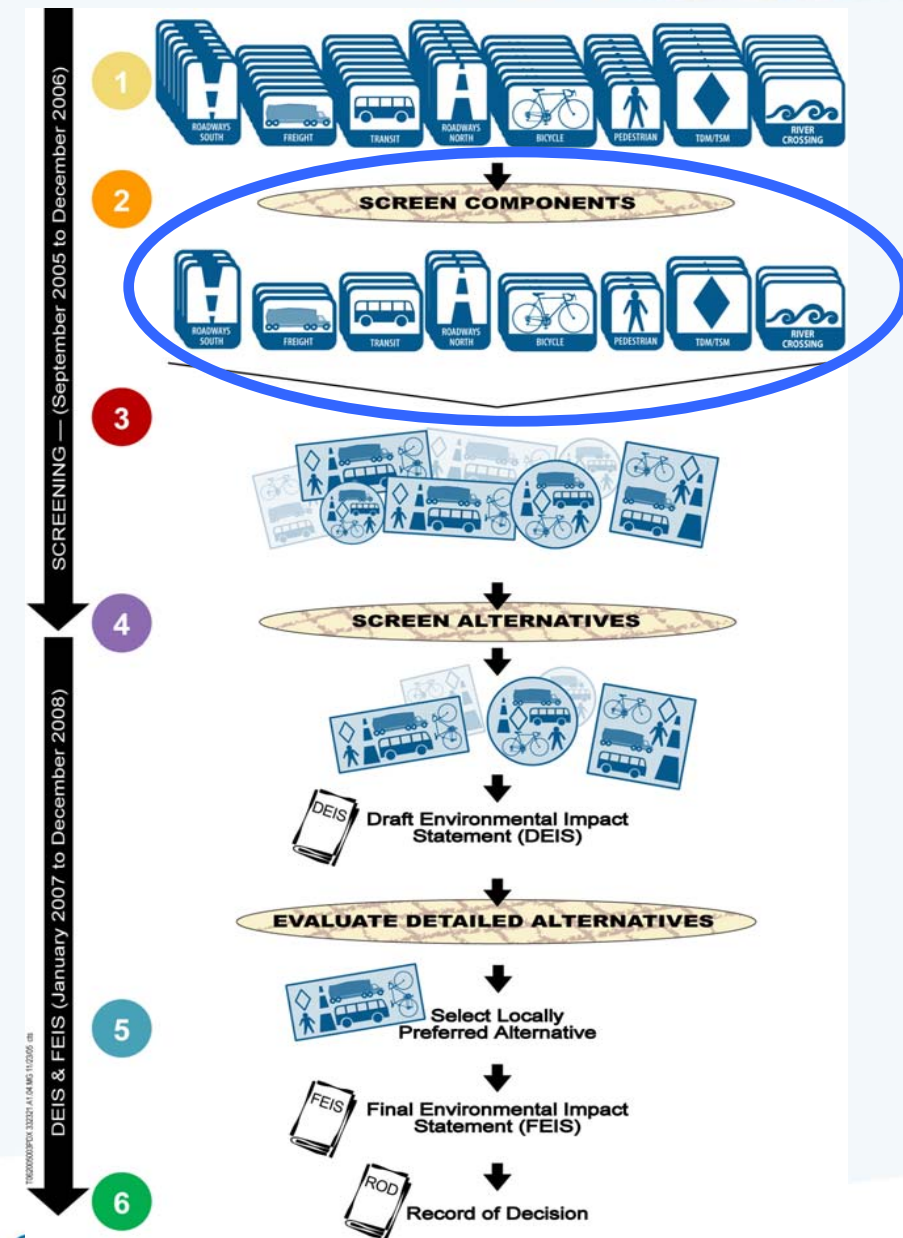 SCREENING — (September 2005 to December 2006)
1
ROADWAYS
SOUTH
FREIGHT
TRANSIT
ROADWAYS
NORTH
BICYCLE
PEDESTRIAN
TDM/TSM
RIVER
CROSSING
2
SCREEN COMPONENTS
ROADWAYS
SOUTH
FREIGHT
TRANSIT
ROADWAYS
NORTH
BICYCLE
PEDESTRIAN
TDM/TSM
RIVER
CROSSING
3
4
SCREEN ALTERNATIVES
DEIS & FEIS (January 2007 to December 2008)
DEIS
Draft Environmental Impact
Statement (DEIS)
EVALUATE DETAILED ALTERNATIVES
5
Select Locally
Preferred Alternative
FEIS
Final Environmental Impact
Statement (FEIS)
6
ROD
Record of Decision